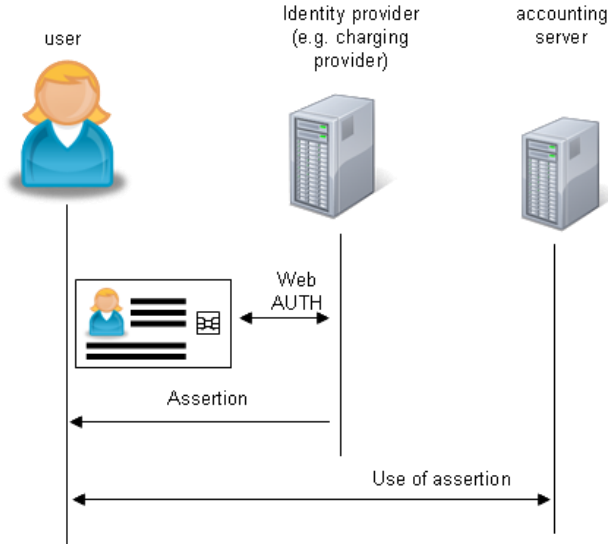 user
Identity provider
(e.g. charging
provider)
accounting
server
Web
AUTH
Assertion
Use of assertion